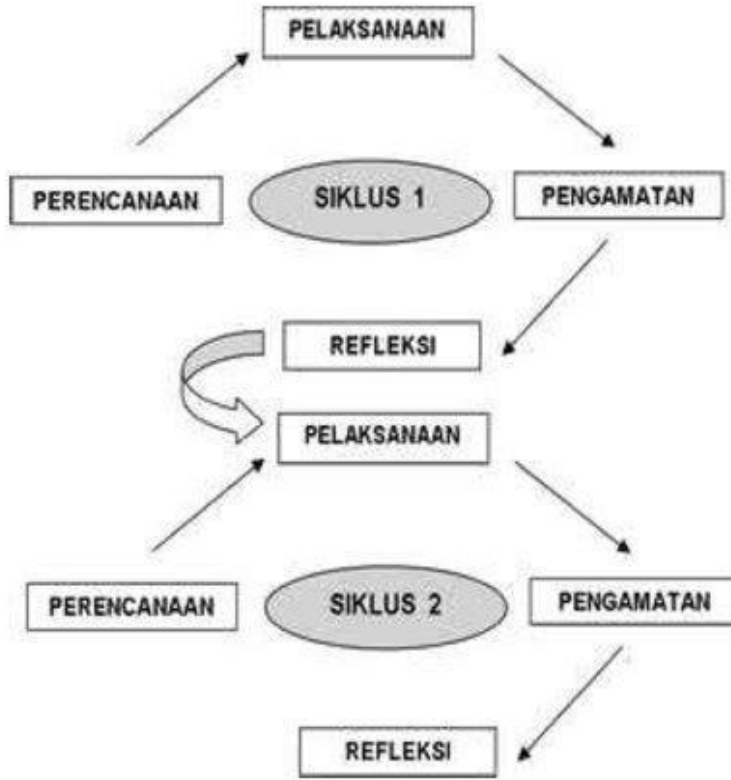 PELAKSANAAN
PERENCANAAN
SIKLUS 1
PENGAMATAN
REFLEKSI
PELAKSANAAN
PERENCANAAN
SIKLUS 2
PENGAMATAN
REFLEKSI